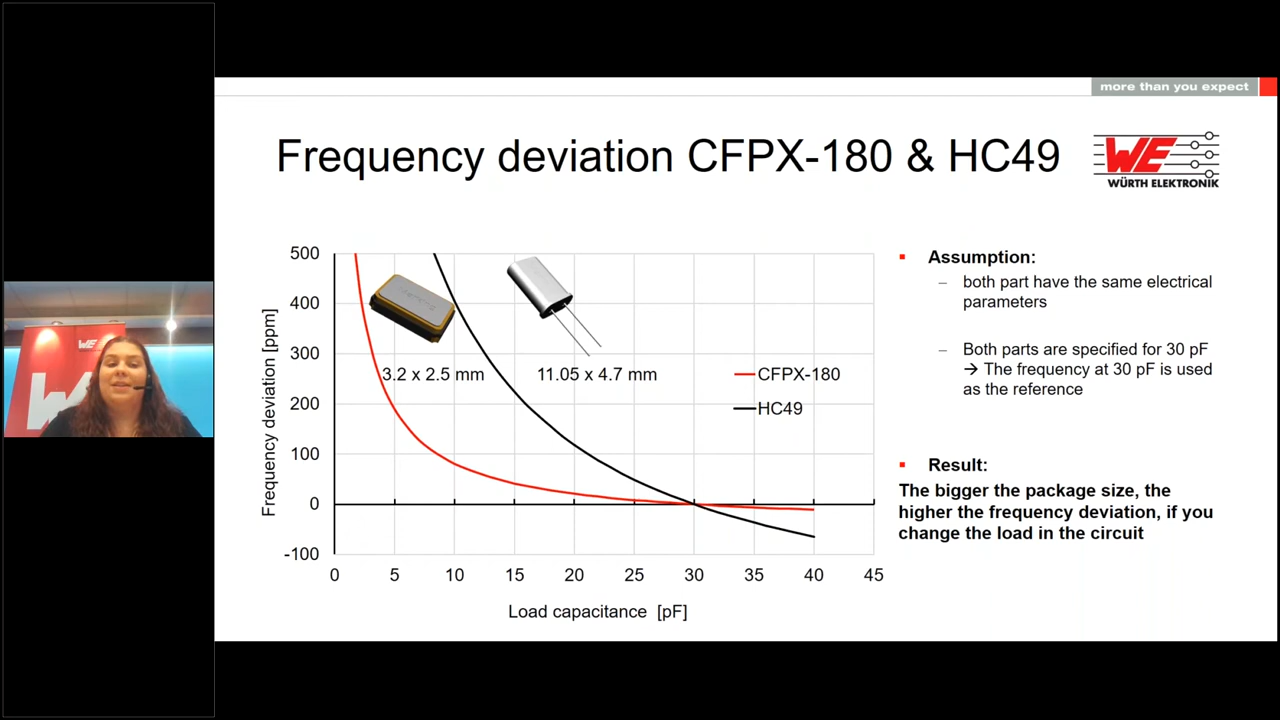 more than you expect
Frequency deviation CFPX-180 & HC49
WE
WÜRTH ELEKTRONIK
500
400
300
200
100
0
-100
Frequency deviation [ppm]
3.2 x 2.5 mm
11.05 x 4.7 mm
CFPX-180
HC49
0 5 10 15 20 25 30 35 40 45
Load capacitance [pF]
Assumption:
– both part have the same electrical
parameters
– Both parts are specified for 30 pF
→ The frequency at 30 pF is used
as the reference
Result:
The bigger the package size, the
higher the frequency deviation, if you
change the load in the circuit
WE
W